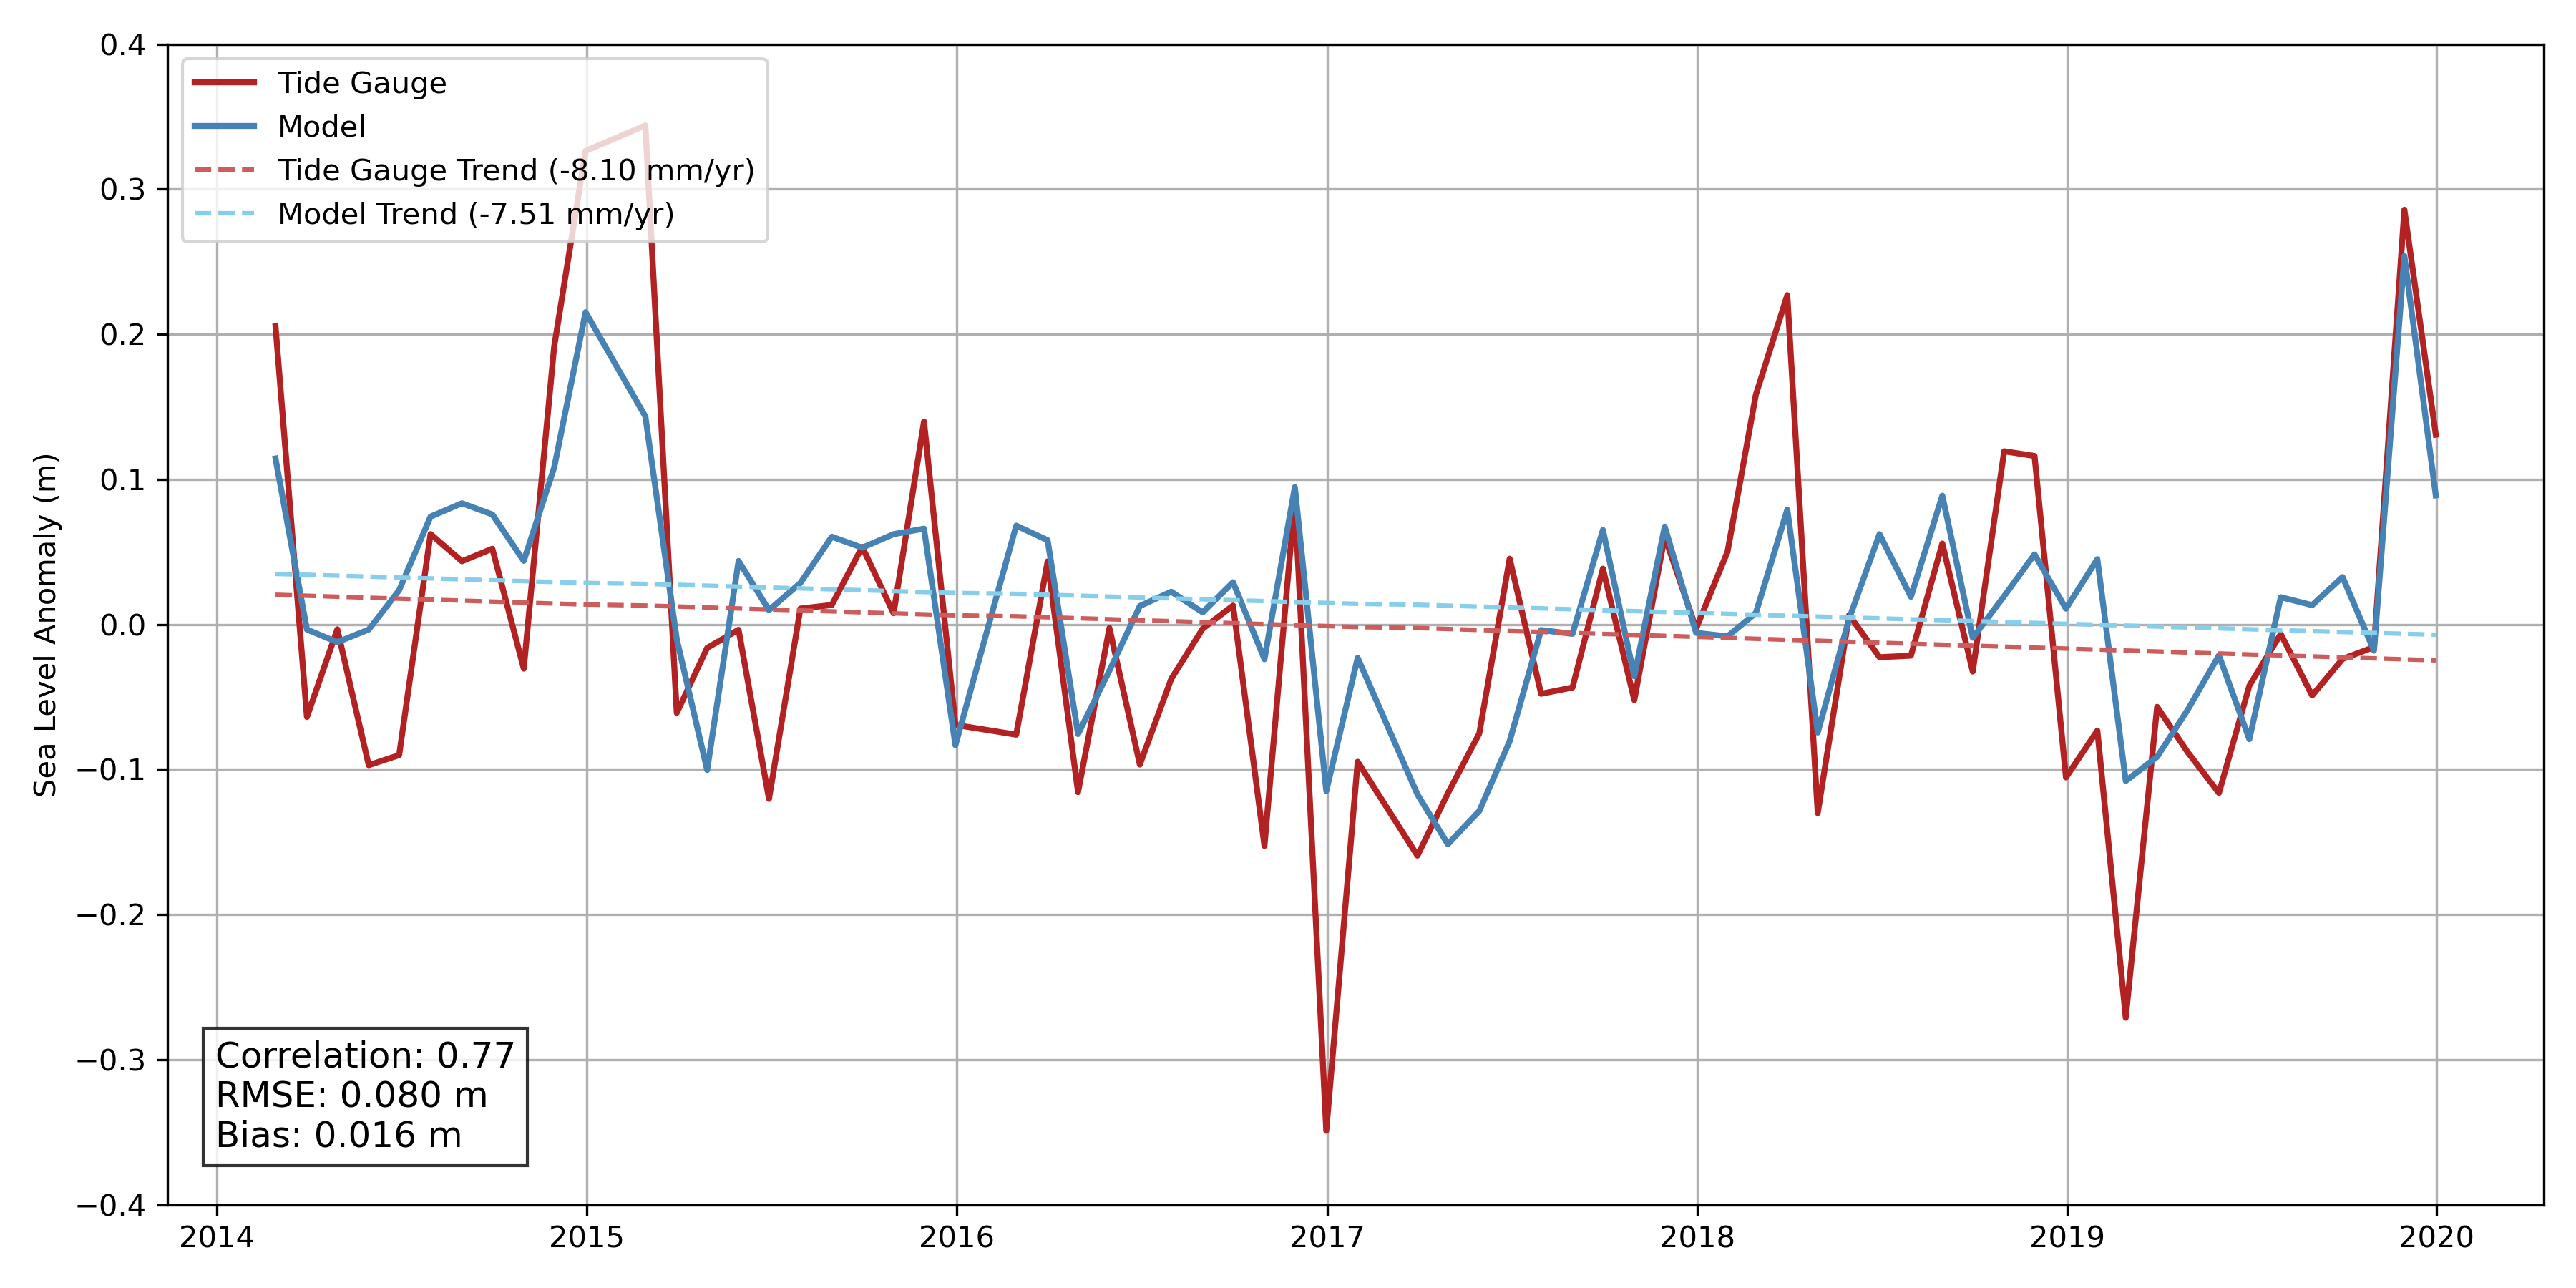 Tide Gauge
Model
Tide Gauge Trend (-8.10 mm/yr)
Model Trend (-7.51 mm/yr)
Sea Level Anomaly (m)
0.4
0.3
0.2
0.1
0.0
−0.1
−0.2
−0.3
−0.4
Correlation: 0.77
RMSE: 0.080 m
Bias: 0.016 m
2014 2015 2016 2017 2018 2019 2020